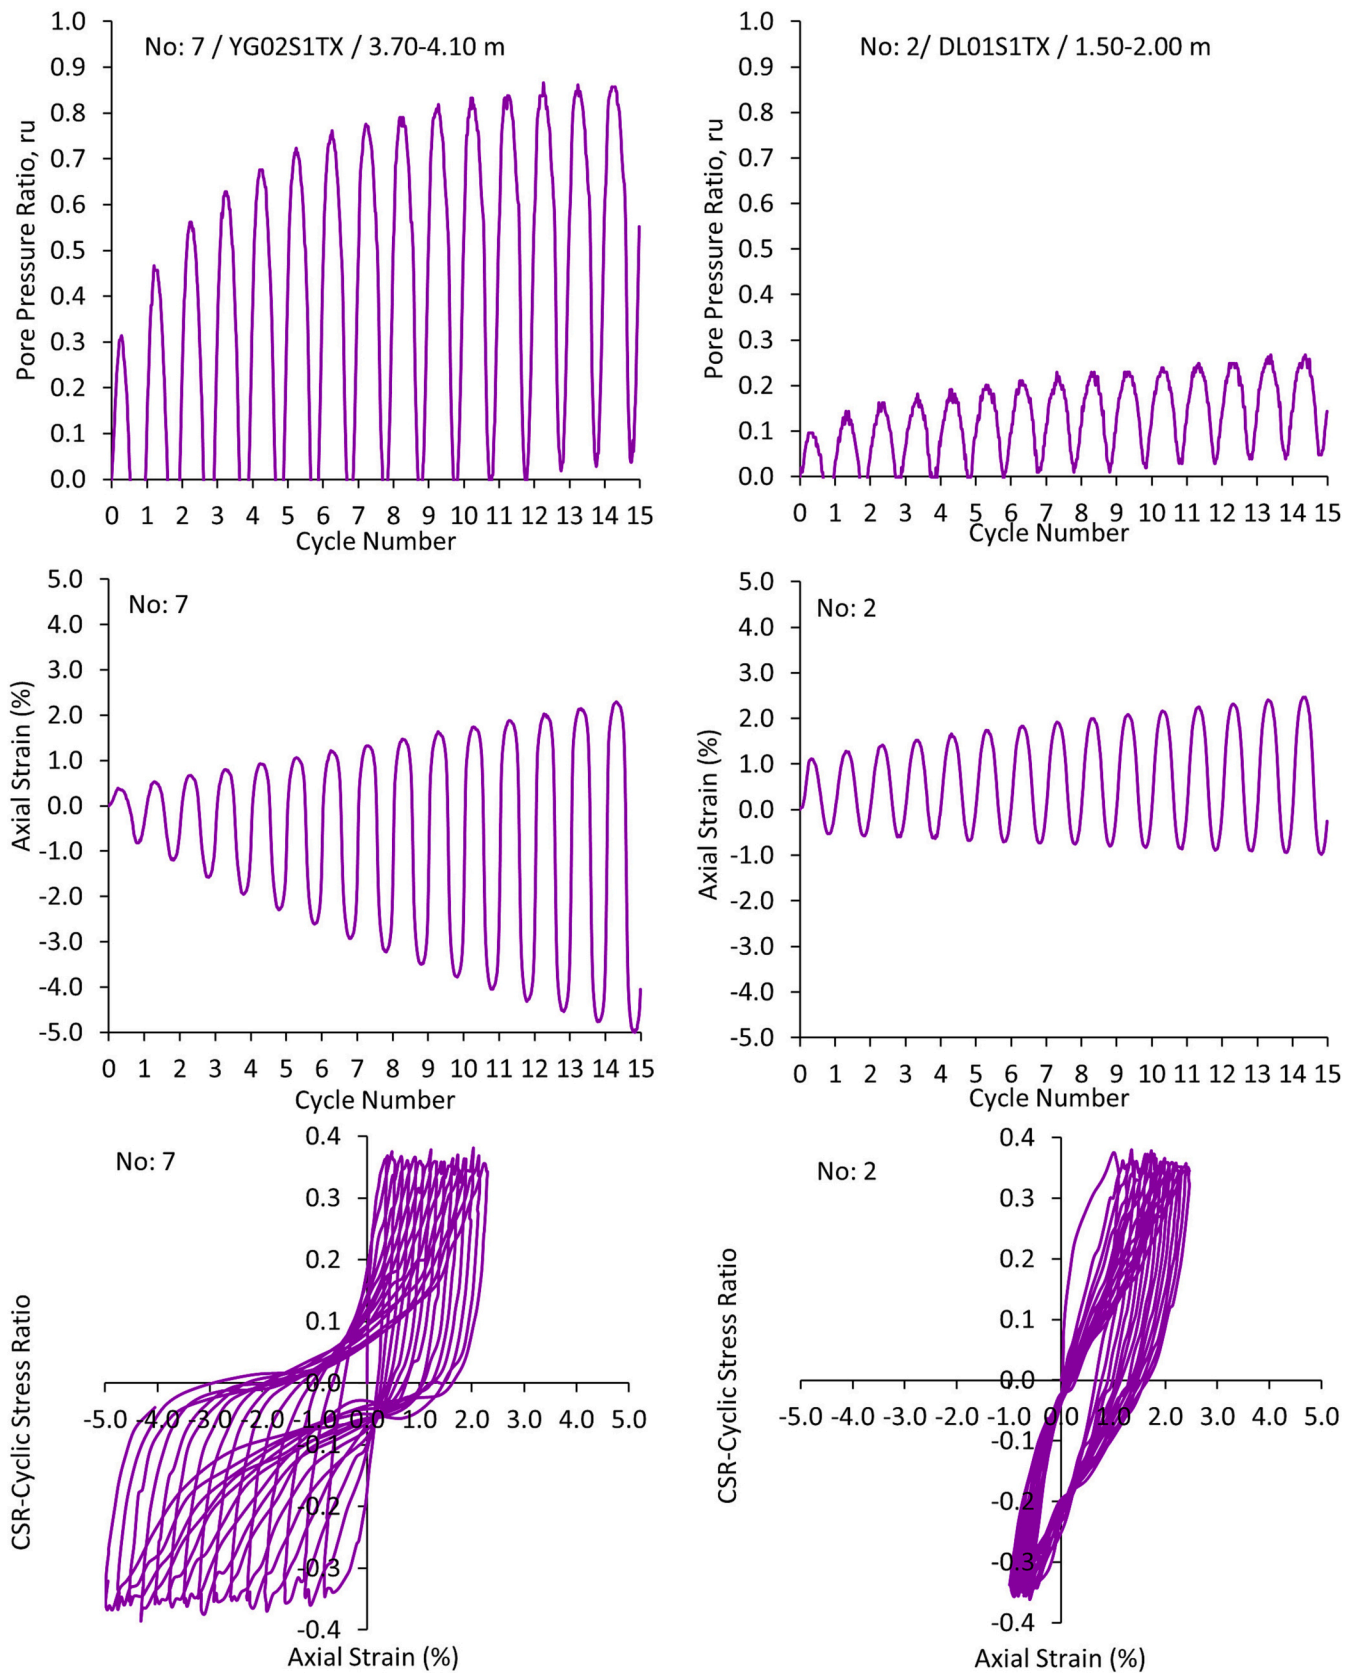 No: 7 / YG02S1TX / 3.70-4.10 m
1.0
0.9
0.8
0.7
0.6
0.5
0.4
0.3
0.2
0.1
0.0
Pore Pressure Ratio, ru
0 1 2 3 4 5 6 7 8 9 10 11 12 13 14 15
Cycle Number
No: 2/ DL01S1TX / 1.50-2.00 m
1.0
0.9
0.8
0.7
0.6
0.5
0.4
0.3
0.2
0.1
0.0
Pore Pressure Ratio, ru
0 1 2 3 4 5 6 7 8 9 10 11 12 13 14 15
Cycle Number
No: 7
5.0
4.0
3.0
2.0
1.0
0.0
-1.0
-2.0
-3.0
-4.0
-5.0
Axial Strain (%)
0 1 2 3 4 5 6 7 8 9 10 11 12 13 14 15
Cycle Number
No: 2
5.0
4.0
3.0
2.0
1.0
0.0
-1.0
-2.0
-3.0
-4.0
-5.0
Axial Strain (%)
0 1 2 3 4 5 6 7 8 9 10 11 12 13 14 15
Cycle Number
No: 7
0.4
0.3
0.2
0.1
0.0
-0.1
-0.2
-0.3
-0.4
CSR-Cyclic Stress Ratio
-5.0 -4.0 -3.0 -2.0 -1.0 0.0 1.0 2.0 3.0 4.0 5.0
Axial Strain (%)
No: 2
0.4
0.3
0.2
0.1
0.0
-0.1
-0.2
-0.3
-0.4
CSR-Cyclic Stress Ratio
-5.0 -4.0 -3.0 -2.0 -1.0 0.0 1.0 2.0 3.0 4.0 5.0
Axial Strain (%)